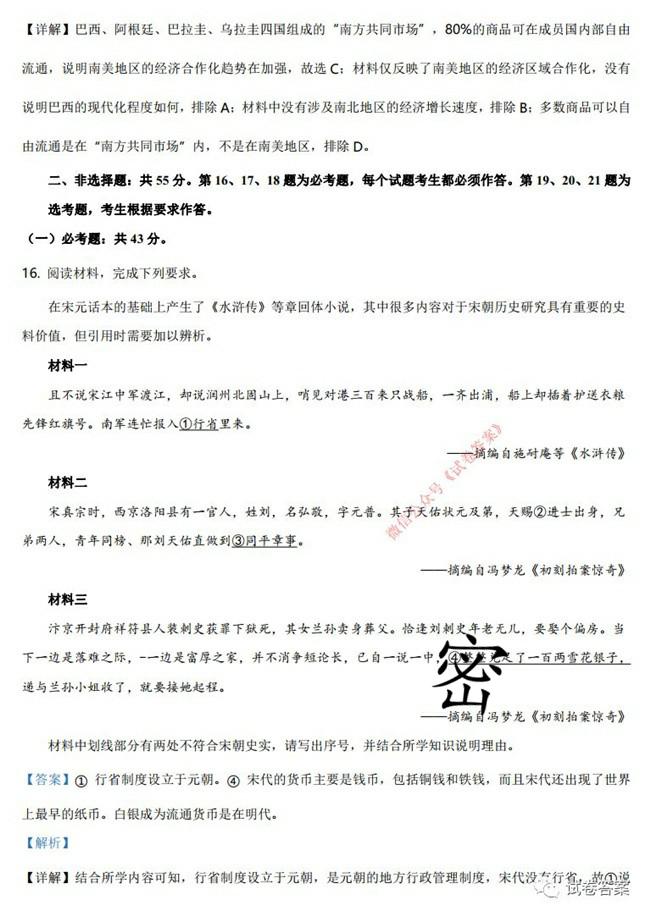 【详解】巴西、阿根廷、巴拉圭、乌拉圭四国组成的“南方共同市场”，80%的商品可在成员国内部自由
流通，说明南美地区的经济合作化趋势在加强，故选 C；材料仅反映了南美地区的经济区域合作化，没有
说明巴西的现代化程度如何，排除 A；材料中没有涉及南北地区的经济增长速度，排除 B；多数商品可以自
由流通是在“南方共同市场”内，不是在南美地区，排除 D。
二、非选择题：共 55 分。第 16、17、18 题为必考题，每个试题考生都必须作答。第 19、20、21 题为
选考题，考生根据要求作答。
（一）必考题：共 43 分。
16. 阅读材料，完成下列要求。
在宋元话本的基础上产生了《水浒传》等章回体小说，其中很多内容对于宋朝历史研究具有重要的史
料价值，但引用时需要加以辨析。
材料一
且不说宋江中军渡江，却说润州北固山上，哨见对港三百来只战船，一齐出浦，船上却插着护送衣粮
先锋红旗号。南军连忙报入①行省里来。
——摘编自施耐庵等《水浒传》
材料二
宋真宗时，西京洛阳县有一官人，姓刘，名弘敬，字元普。其子天佑状元及第，天赐②进士出身，兄
弟两人，青年同榜、那刘天佑直做到③同平章事。
——摘编自冯梦龙《初刻拍案惊奇》
材料三
汴京开封府祥符县人装刺史获罪下狱死，其女兰孙卖身葬父。恰逢刘刺史年老无儿，要娶个偏房。当
下一边是落难之际，-一边是富厚之家，并不消争短论长，已自一说一中，④整整兑足了一百两雪花银子，
递与兰孙小姐收了，就要接她起程。
——摘编自冯梦龙《初刻拍案惊奇》
材料中划线部分有两处不符合宋朝史实，请写出序号，并结合所学知识说明理由。
【答案】① 行省制度设立于元朝。④ 宋代的货币主要是钱币，包括铜钱和铁钱，而且宋代还出现了世界
上最早的纸币。白银成为流通货币是在明代。
【解析】
【详解】结合所学内容可知，行省制度设立于元朝，是元朝的地方行政管理制度，宋代没有行省，故①说
微信公众号《试卷答案》
密
试卷答案